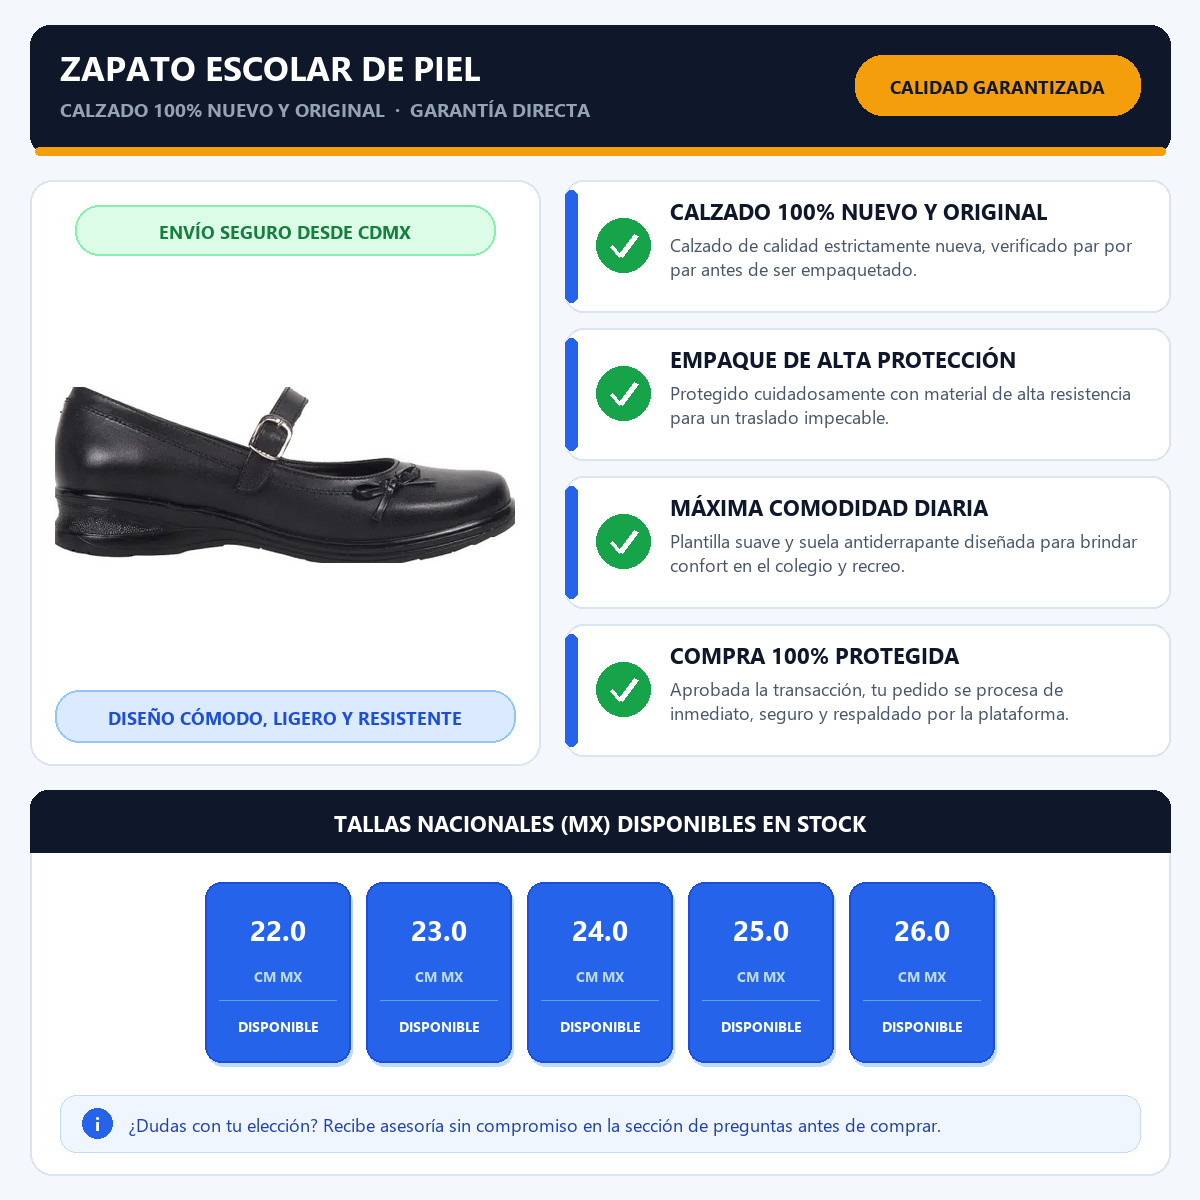 ZAPATO ESCOLAR DE PIEL
CALZADO 100% NUEVO Y ORIGINAL · GARANTÍA DIRECTA
CALIDAD GARANTIZADA
ENVÍO SEGURO DESDE CDMX
DISEÑO CÓMODO, LIGERO Y RESISTENTE
CALZADO 100% NUEVO Y ORIGINAL
Calzado de calidad estrictamente nueva, verificado par por
par antes de ser empaquetado.
EMPAQUE DE ALTA PROTECCIÓN
Protegido cuidadosamente con material de alta resistencia
para un traslado impecable.
MÁXIMA COMODIDAD DIARIA
Plantilla suave y suela antiderrapante diseñada para brindar
confort en el colegio y recreo.
COMPRA 100% PROTEGIDA
Aprobada la transacción, tu pedido se procesa de
inmediato, seguro y respaldado por la plataforma.
TALLAS NACIONALES (MX) DISPONIBLES EN STOCK
22.0
CM MX
DISPONIBLE
23.0
CM MX
DISPONIBLE
24.0
CM MX
DISPONIBLE
25.0
CM MX
DISPONIBLE
26.0
CM MX
DISPONIBLE
i
¿Dudas con tu elección? Recibe asesoría sin compromiso en la sección de preguntas antes de comprar.